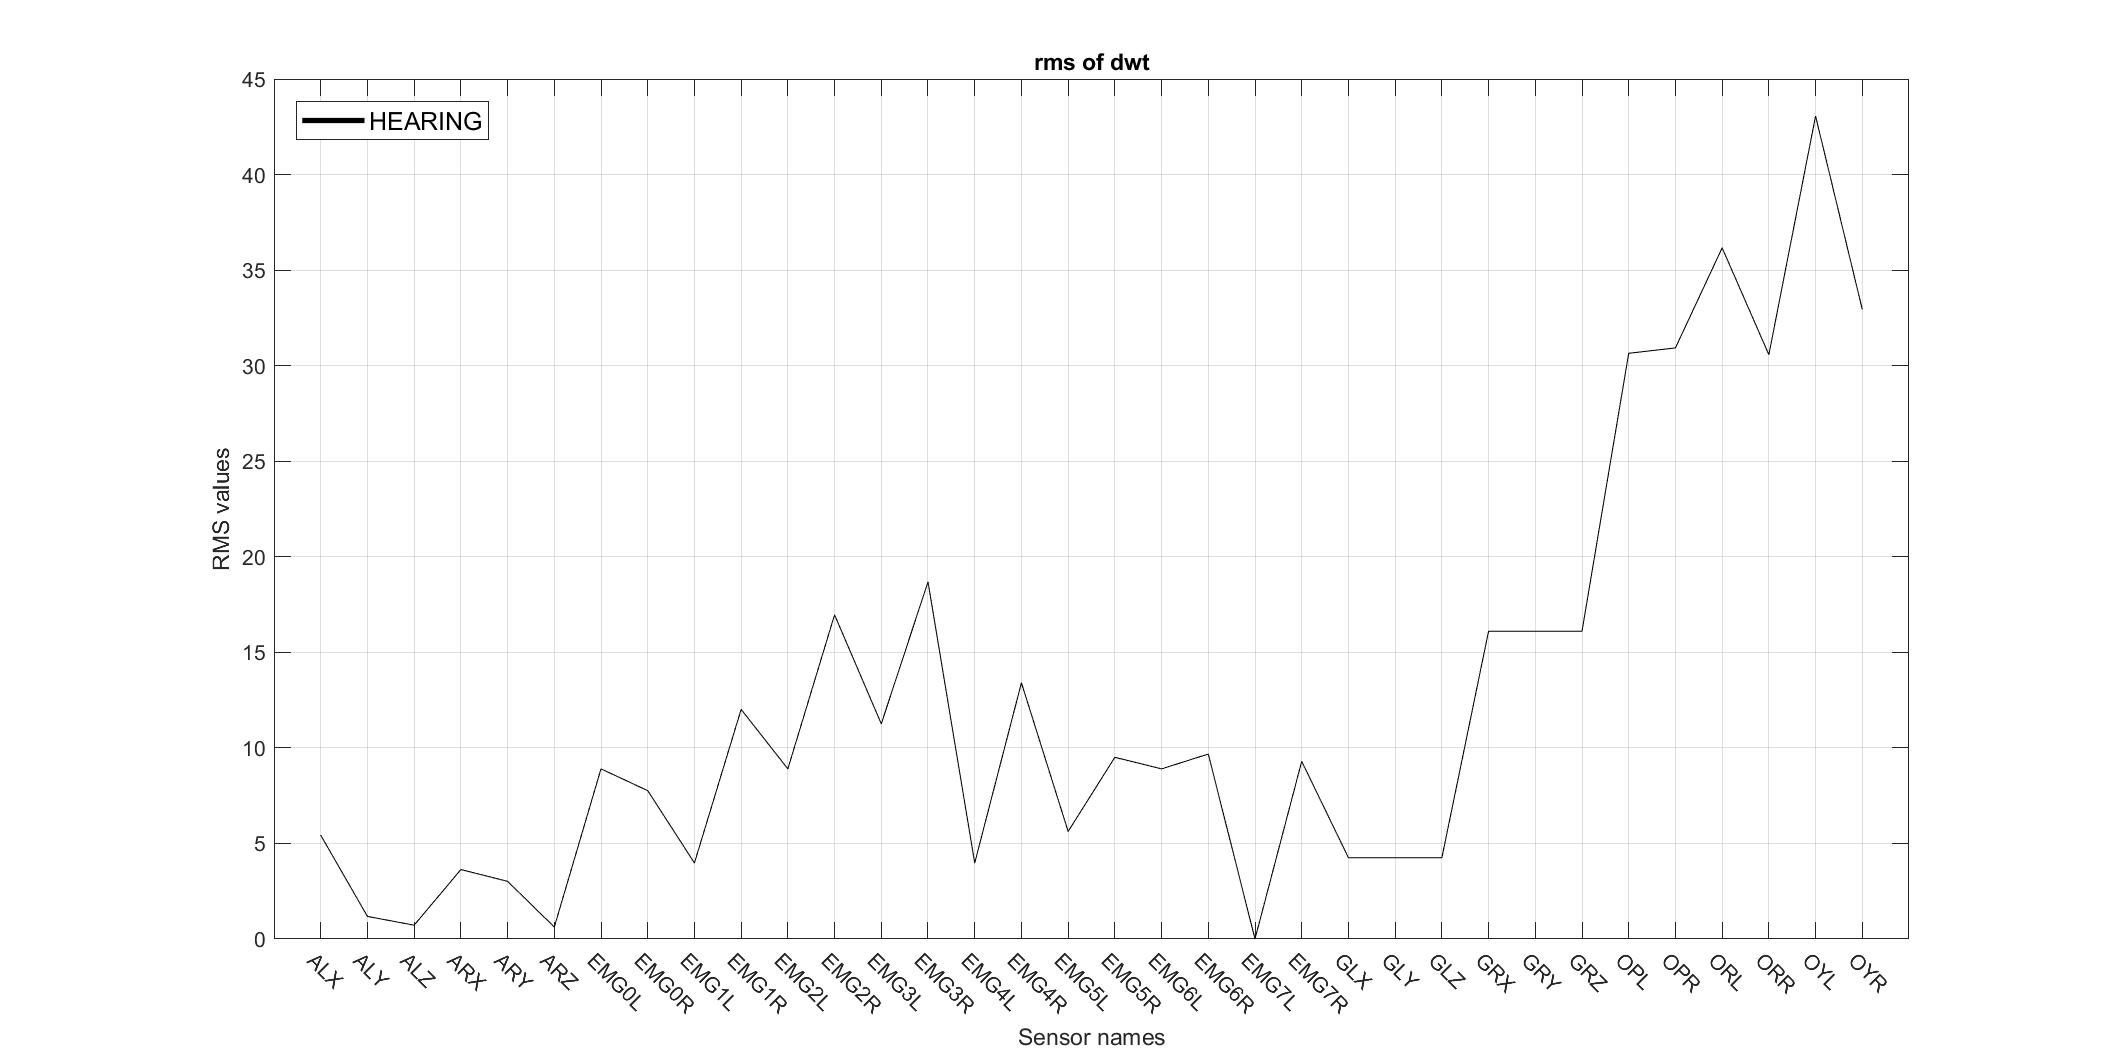 rms of dwt
HEARING
45
40
35
30
25
20
15
10
5
0
RMS values
ALX
ALY
ALZ
ARX
ARY
ARZ
EMG0L
EMG0R
EMG1L
EMG1R
EMG2L
EMG2R
EMG3L
EMG3R
EMG4L
EMG4R
EMG5L
EMG5R
EMG6L
EMG6R
EMG7L
EMG7R
GLX
GLY
GLZ
GRX
GRY
GRZ
OPL
OPR
ORL
ORR
OYL
OYR
Sensor names